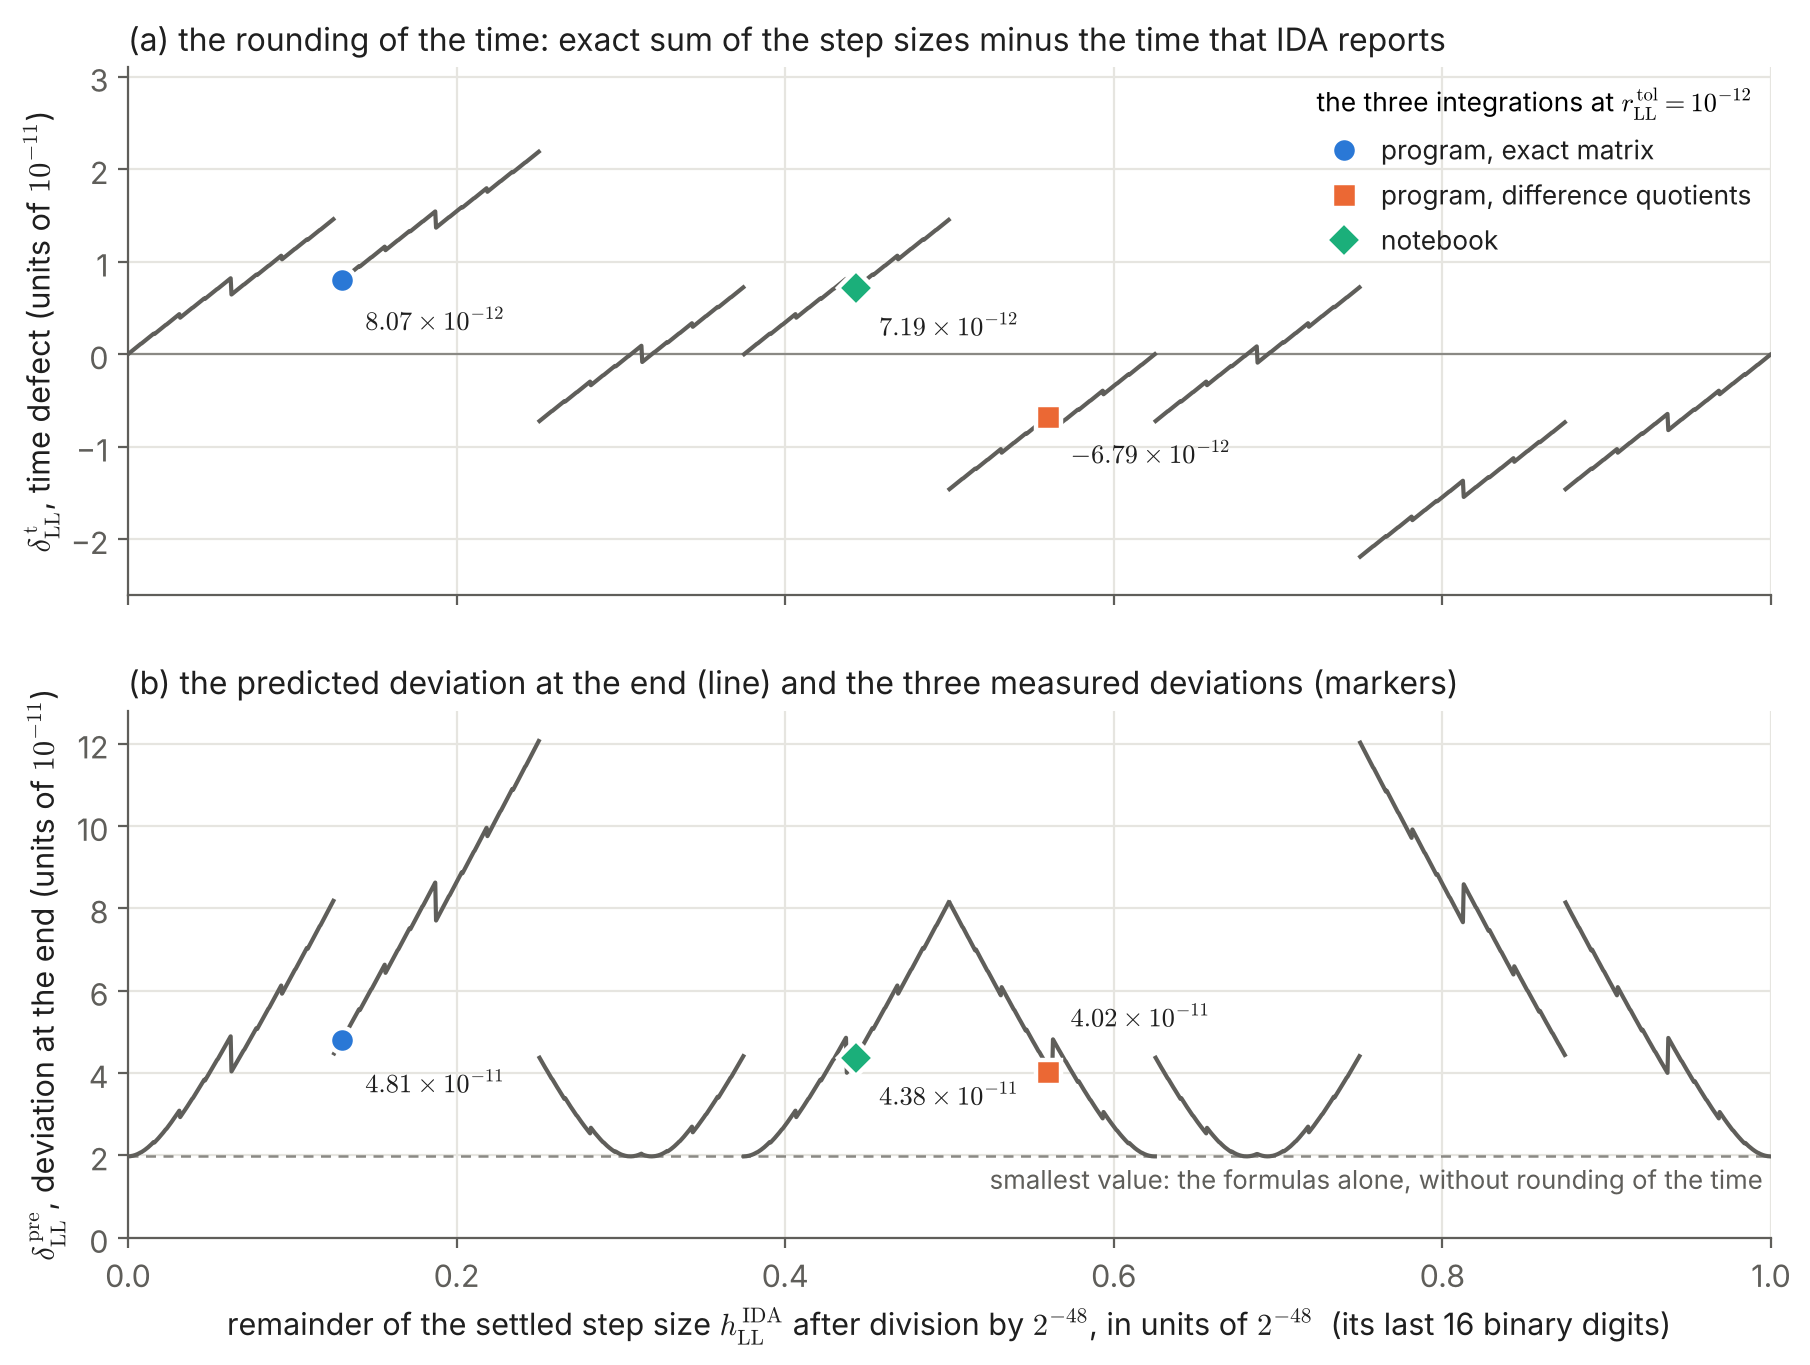 (a) the rounding of the time: exact sum of the step sizes minus the time that IDA reports
δ_LL^t, time defect (units of 10⁻¹¹)
3
2
1
0
−1
−2
the three integrations at r_LL^tol = 10⁻¹²
program, exact matrix
program, difference quotients
notebook
8.07 × 10⁻¹²
7.19 × 10⁻¹²
−6.79 × 10⁻¹²
(b) the predicted deviation at the end (line) and the three measured deviations (markers)
δ_LL^pre, deviation at the end (units of 10⁻¹¹)
12
10
8
6
4
2
0
4.81 × 10⁻¹¹
4.38 × 10⁻¹¹
4.02 × 10⁻¹¹
smallest value: the formulas alone, without rounding of the time
0.0 0.2 0.4 0.6 0.8 1.0
remainder of the settled step size h_LL^IDA after division by 2⁻⁴⁸, in units of 2⁻⁴⁸ (its last 16 binary digits)